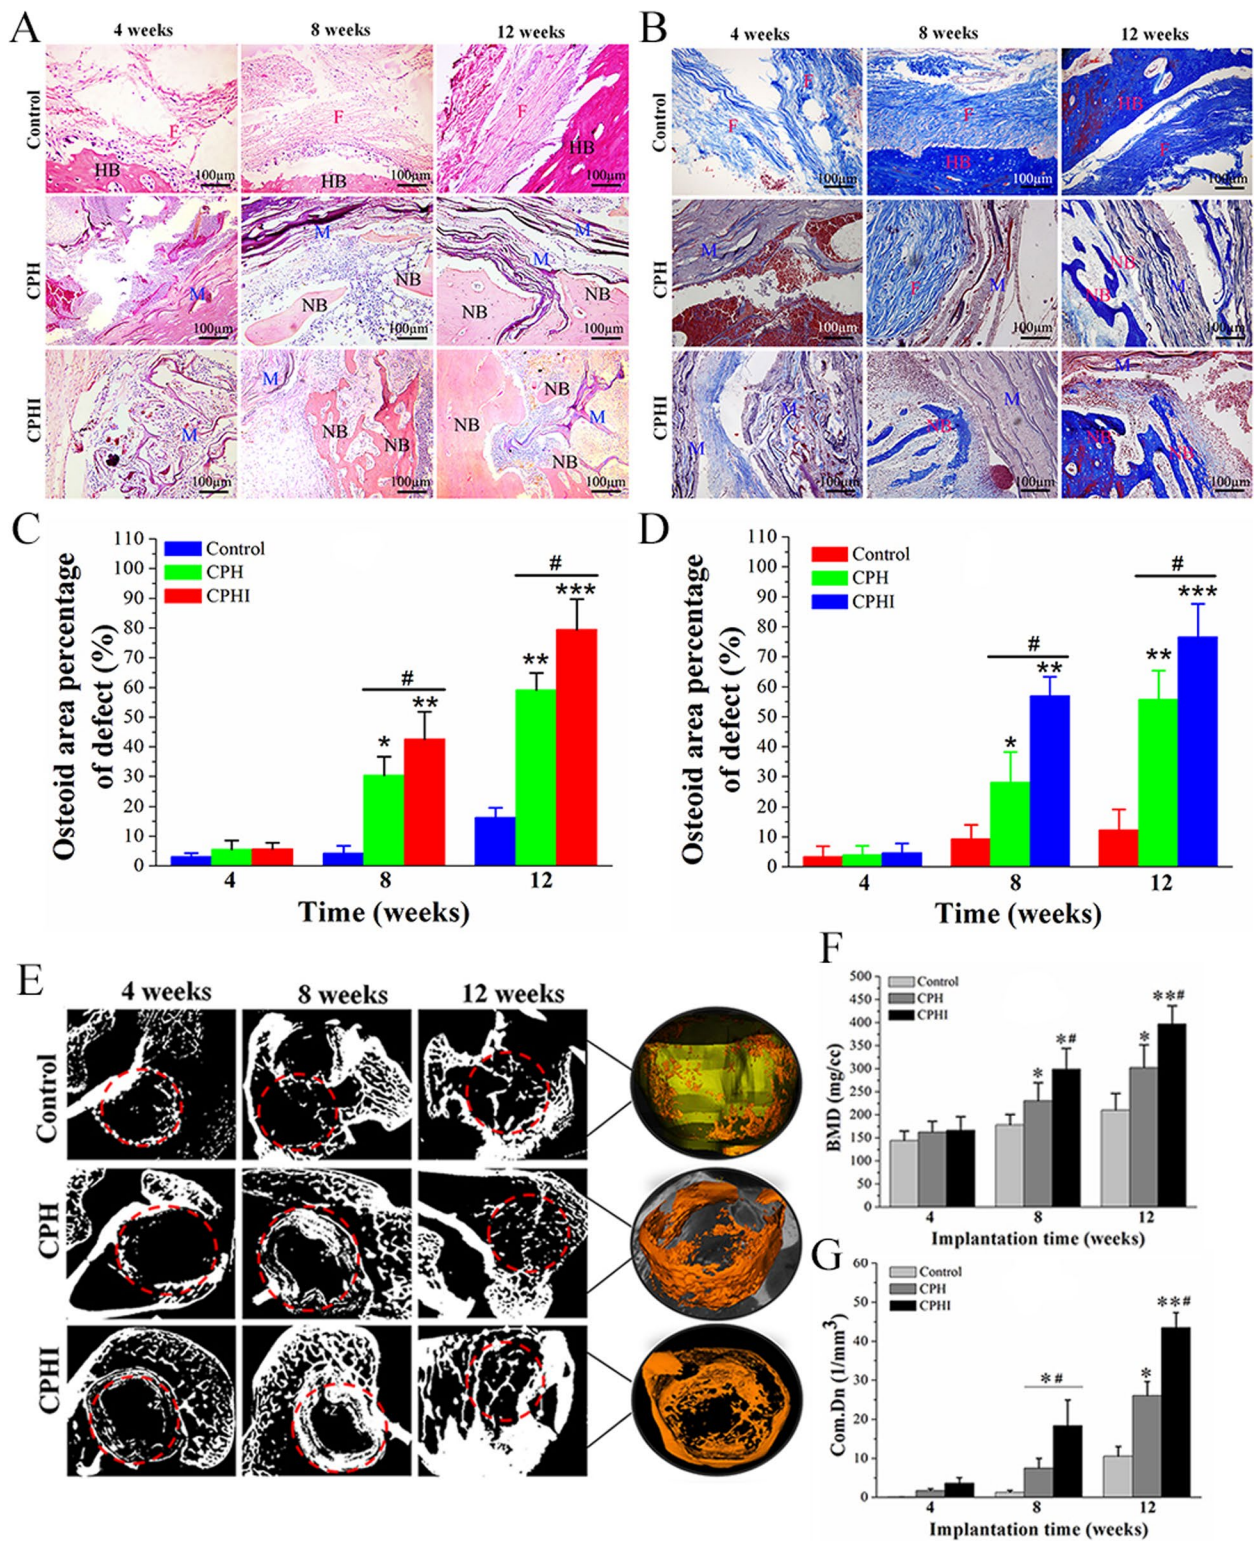 A
4 weeks 8 weeks 12 weeks
Control
F
HB
100μm
F
HB
100μm
F
HB
100μm
CPH
M
100μm
M
NB
NB
100μm
M
M
NB
NB
100μm
CPHI
M
100μm
M
NB
NB
100μm
NB
M
NB
NB
100μm
B
4 weeks 8 weeks 12 weeks
Control
F
F
100μm
F
HB
100μm
HB
F
100μm
CPH
M
100μm
F
M
100μm
NB
NB
M
100μm
CPHI
M
M
100μm
NB
M
100μm
M
NB
NB
100μm
C
Osteoid area percentage
of defect (%)
110
100
90
80
70
60
50
40
30
20
10
0
Control
CPH
CPHI
#
* **
#
** ***
4 8 12
Time (weeks)
D
Osteoid area percentage
of defect (%)
110
100
90
80
70
60
50
40
30
20
10
0
Control
CPH
CPHI
#
* **
#
** ***
4 8 12
Time (weeks)
E
4 weeks 8 weeks 12 weeks
Control
CPH
CPHI
F
BMD (mg/cc)
500
450
400
350
300
250
200
150
100
50
0
Control
CPH
CPHI
* *#
* **#
4 8 12
Implantation time (weeks)
G
Com.Dn (1/mm³)
60
50
40
30
20
10
0
Control
CPH
CPHI
*#
* **#
4 8 12
Implantation time (weeks)